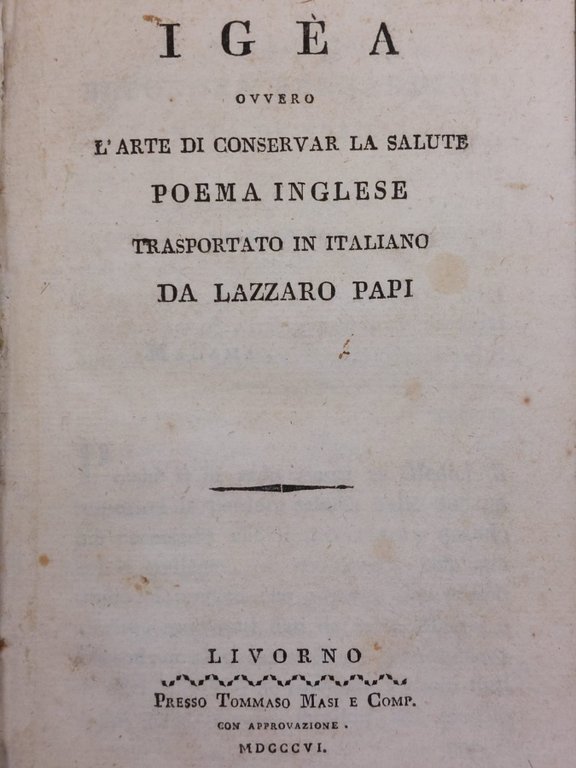 IGÈA
OVVERO
L'ARTE DI CONSERVAR LA SALUTE
POEMA INGLESE
TRASPORTATO IN ITALIANO
DA LAZZARO PAPI
LIVORNO
PRESSO TOMMASO MASI E COMP.
CON APPROVAZIONE.
MDCCCVI.